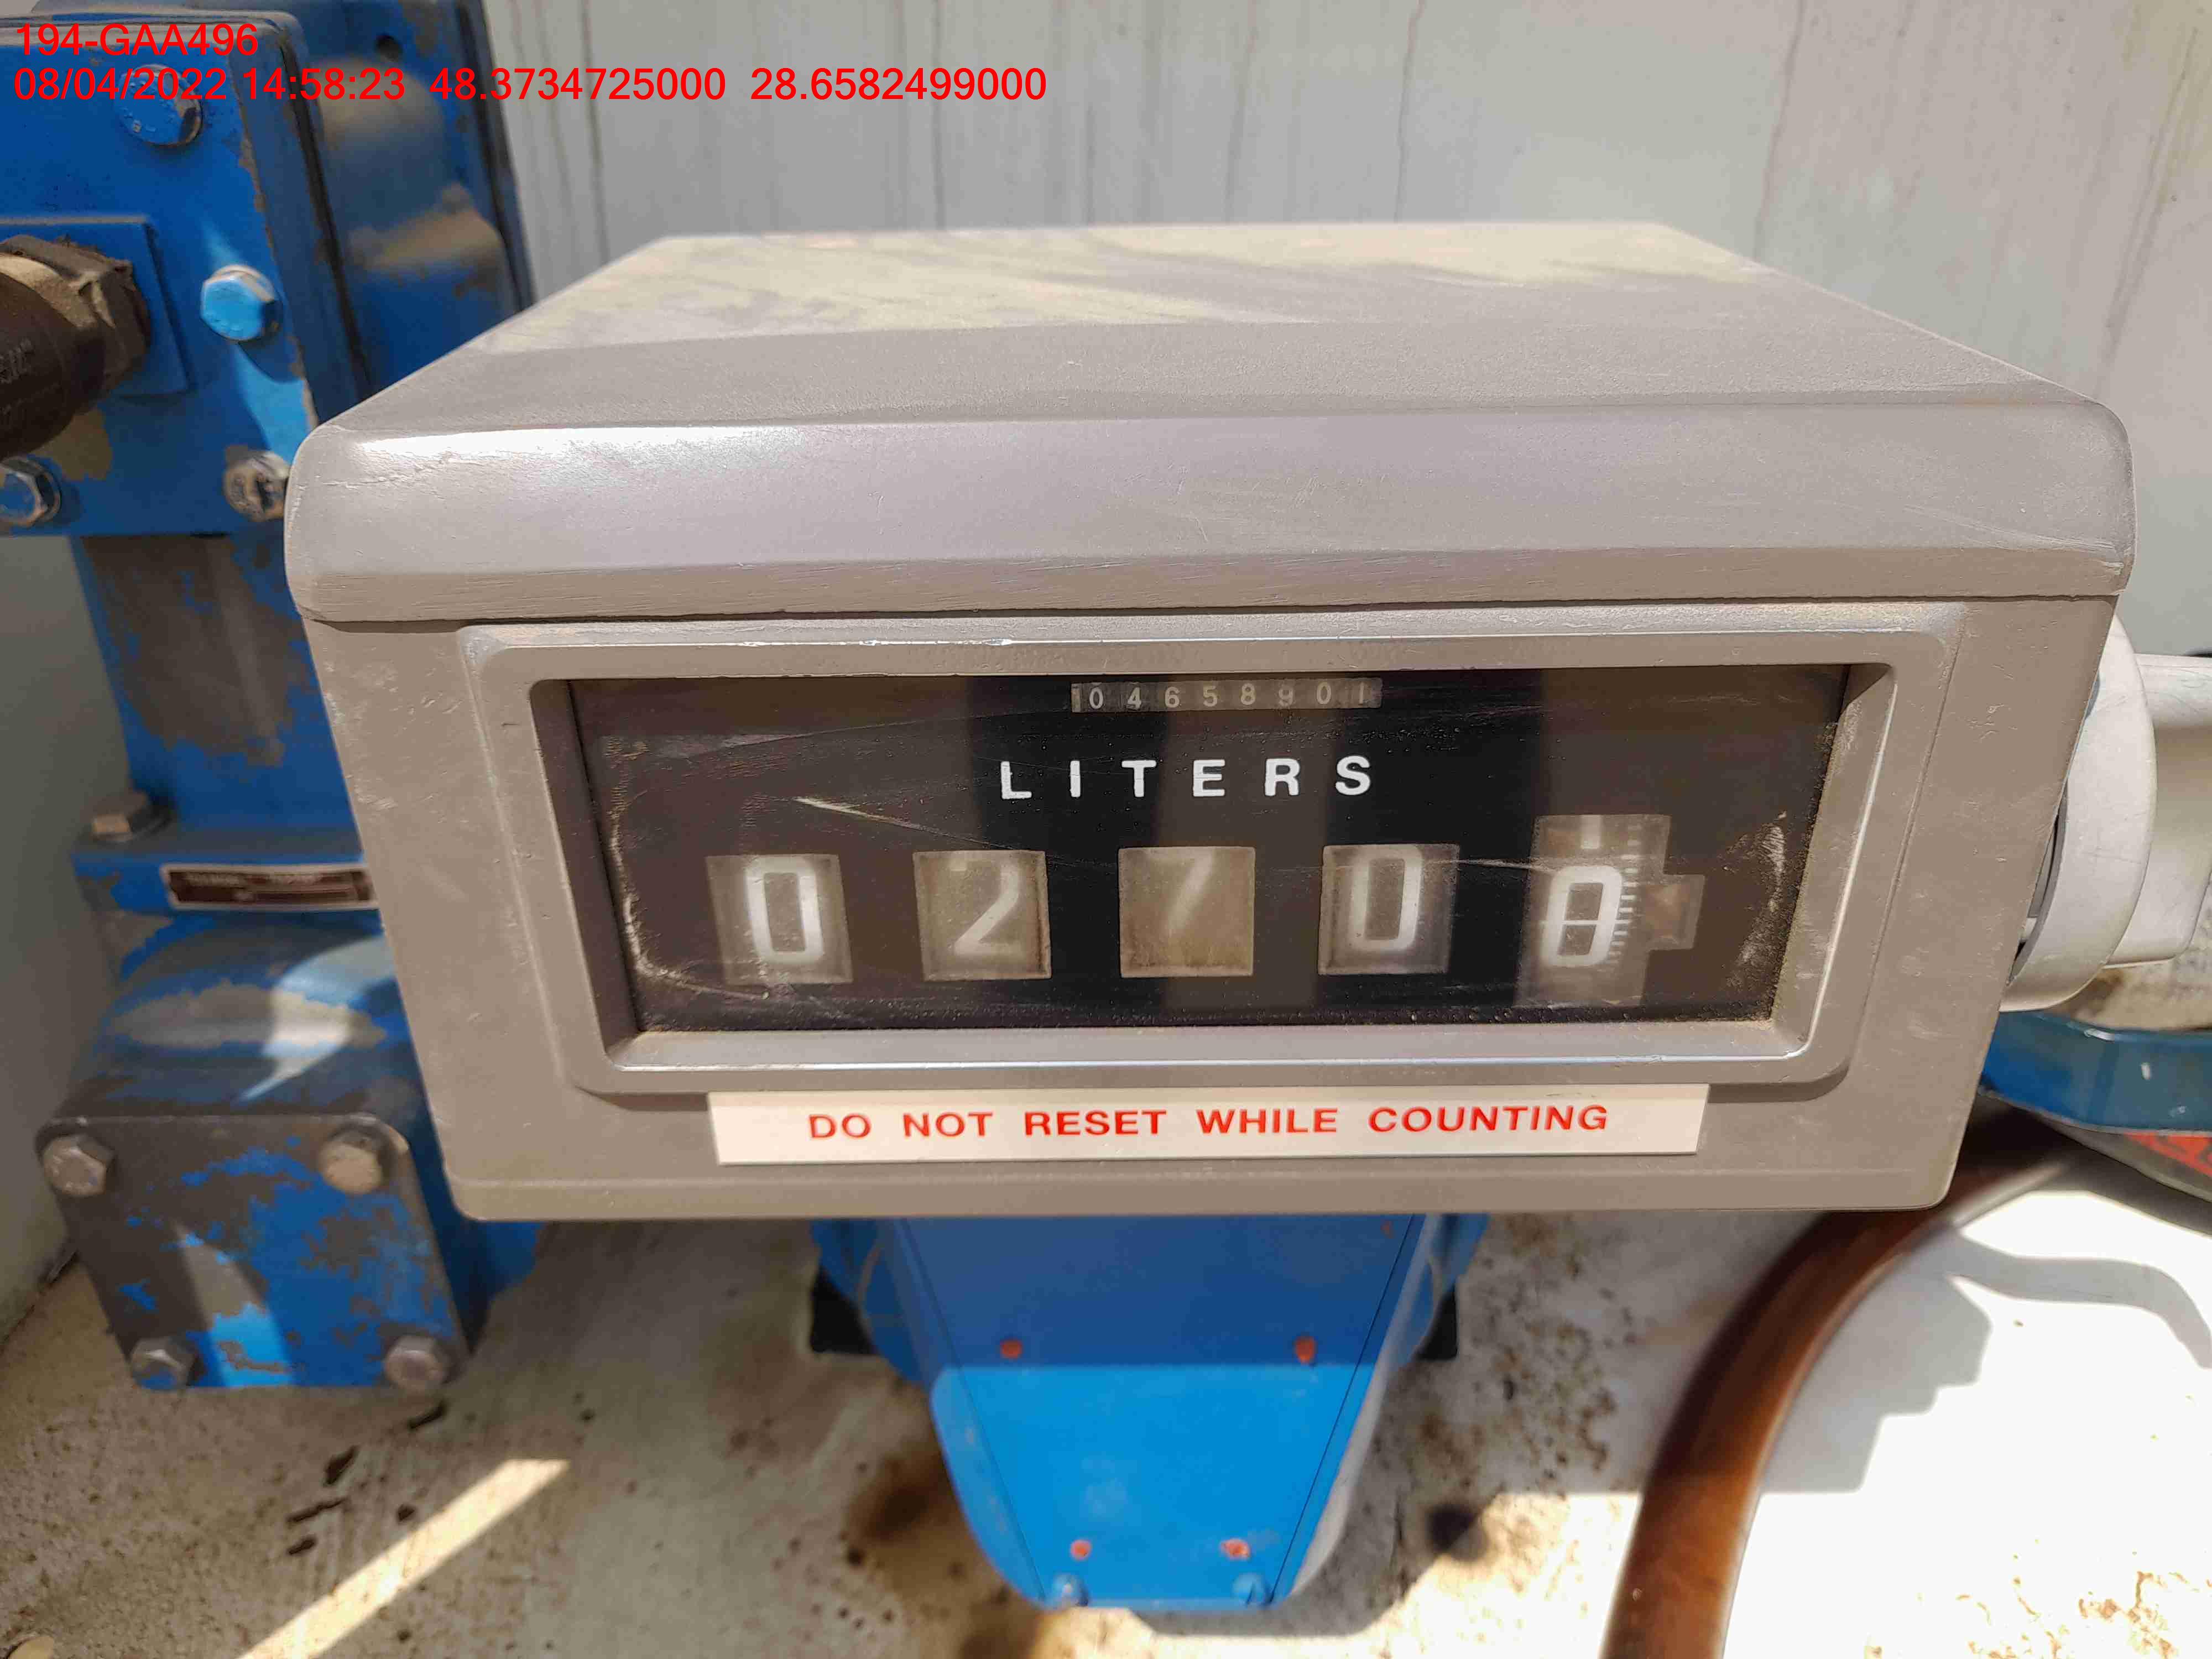 194-GAA496
08/04/2022 14:58:23 48.3734725000 28.6582499000
04658901
LITERS
02700
DO NOT RESET WHILE COUNTING